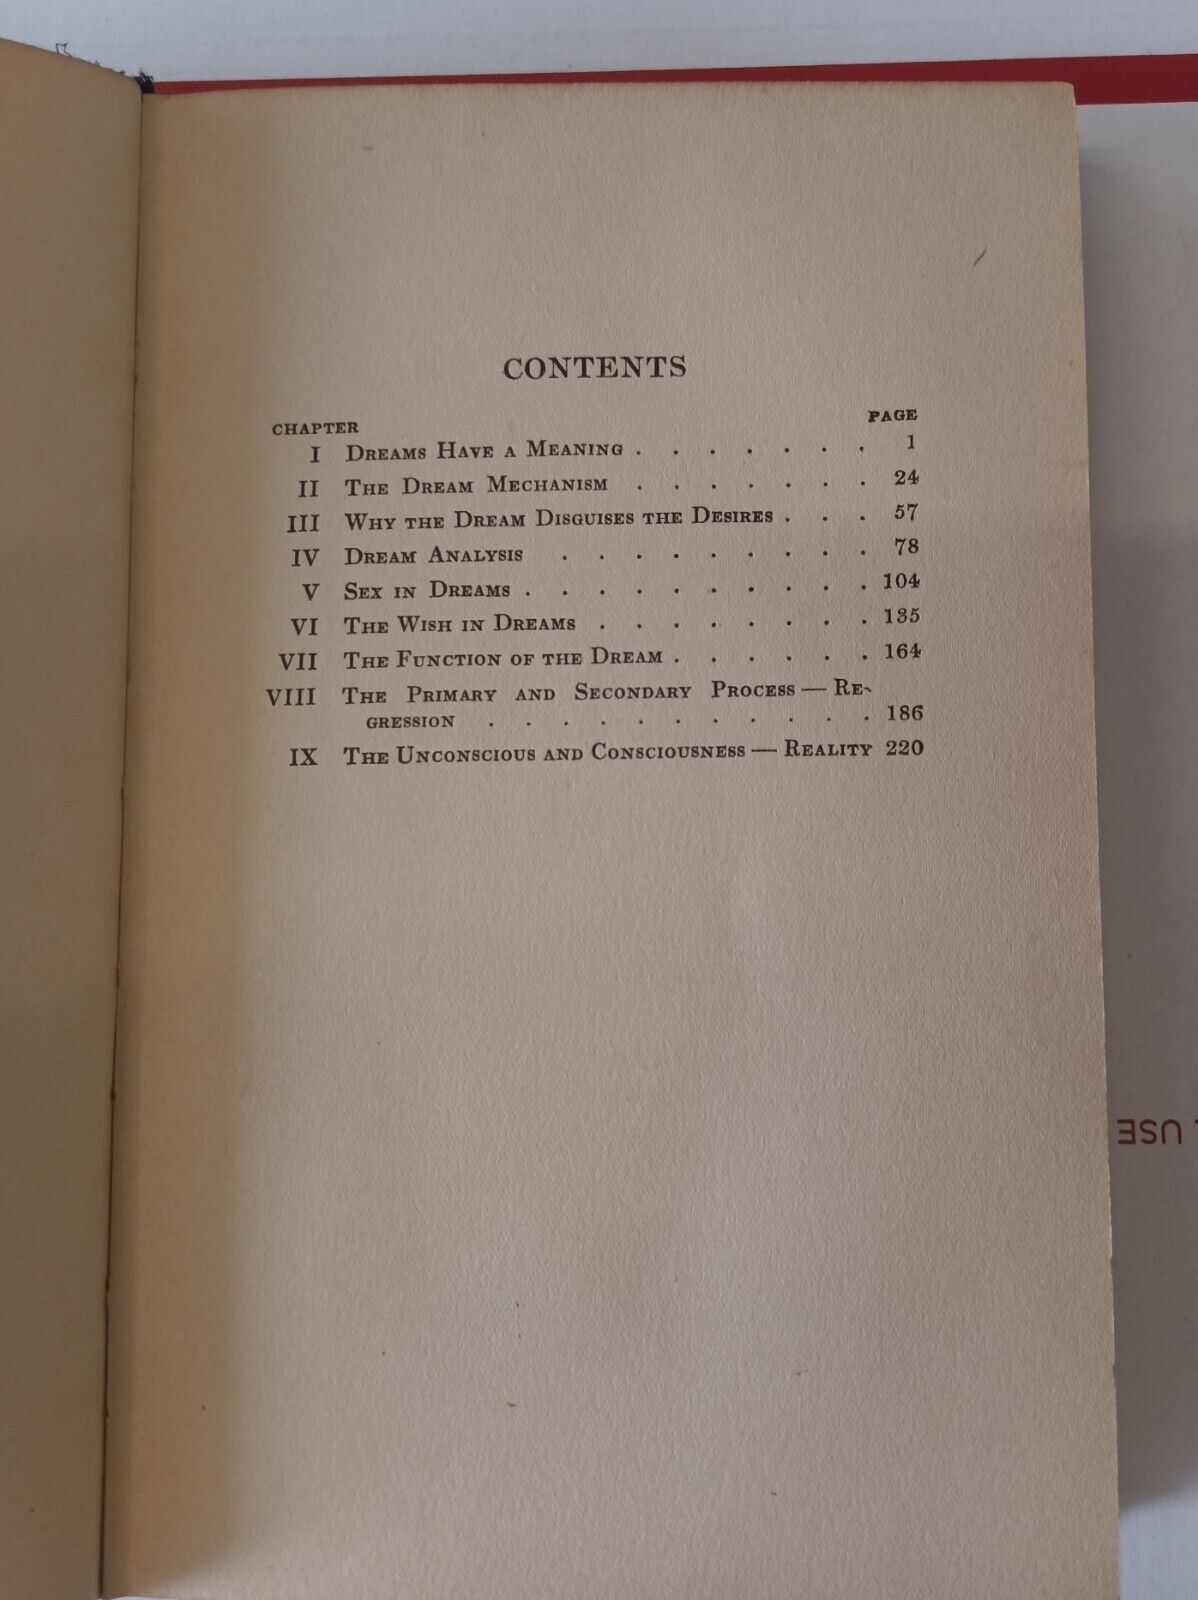 CONTENTS
CHAPTER PAGE
I DREAMS HAVE A MEANING . . . . . . . 1
II THE DREAM MECHANISM . . . . . . . 24
III WHY THE DREAM DISGUISES THE DESIRES . . . 57
IV DREAM ANALYSIS . . . . . . . . . 78
V SEX IN DREAMS . . . . . . . . . . 104
VI THE WISH IN DREAMS . . . . . . . . 135
VII THE FUNCTION OF THE DREAM . . . . . . 164
VIII THE PRIMARY AND SECONDARY PROCESS — RE-
GRESSION . . . . . . . . . . . 186
IX THE UNCONSCIOUS AND CONSCIOUSNESS — REALITY 220
USE